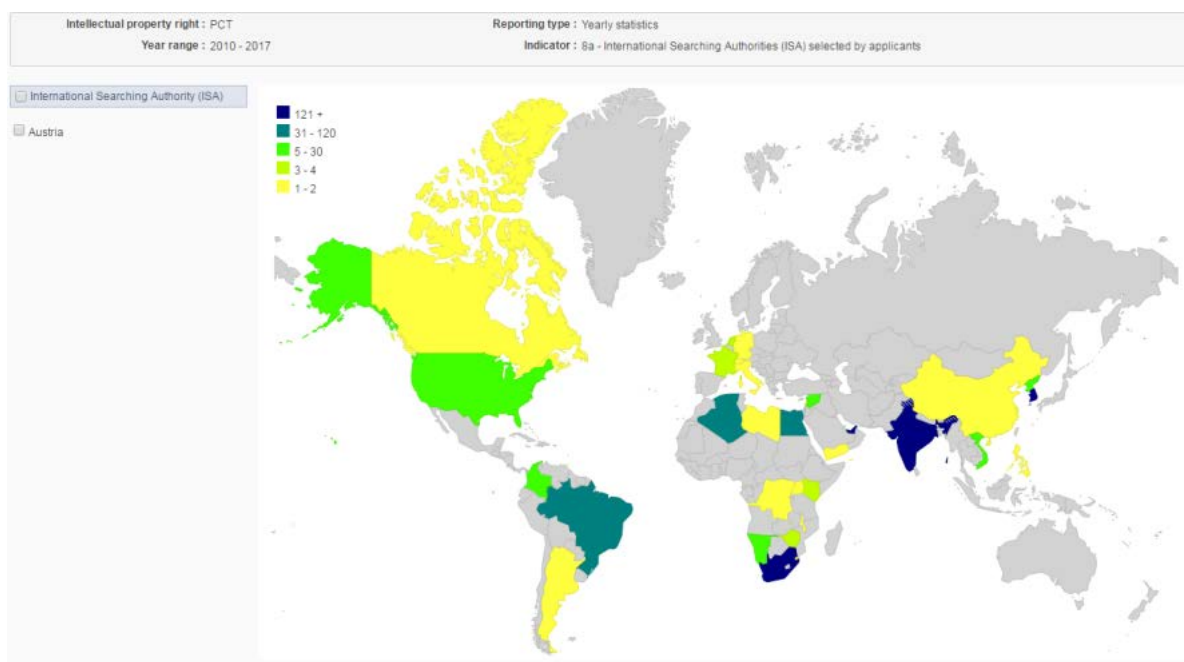 Intellectual property right : PCT
Reporting type : Yearly statistics
Year range : 2010 - 2017
Indicator : 8a - International Searching Authorities (ISA) selected by applicants
International Searching Authority (ISA)
Austria
121 +
31 - 120
5 - 30
3 - 4
1 - 2